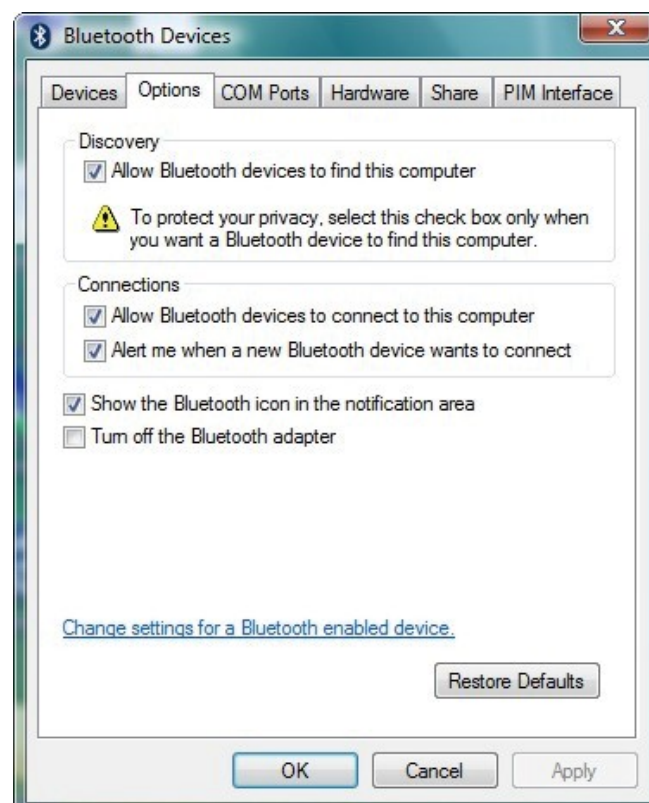 Bluetooth Devices
Devices Options COM Ports Hardware Share PIM Interface
Discovery
Allow Bluetooth devices to find this computer
To protect your privacy, select this check box only when
you want a Bluetooth device to find this computer.
Connections
Allow Bluetooth devices to connect to this computer
Alert me when a new Bluetooth device wants to connect
Show the Bluetooth icon in the notification area
Turn off the Bluetooth adapter
Change settings for a Bluetooth enabled device.
Restore Defaults
OK Cancel Apply